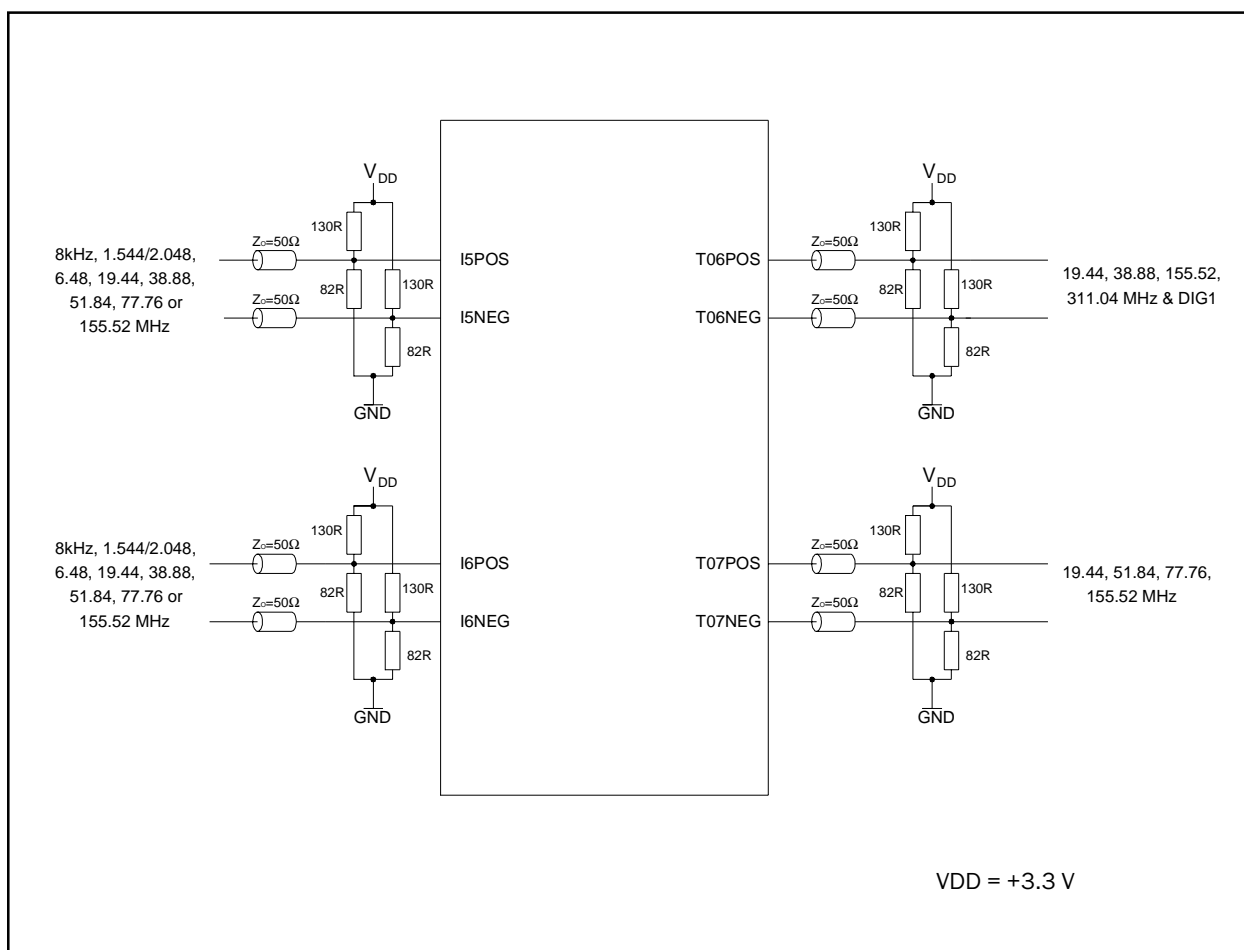 VDD
VDD
130R
130R
8kHz, 1.544/2.048,
6.48, 19.44, 38.88,
51.84, 77.76 or
155.52 MHz
Zo=50Ω
I5POS
T06POS
Zo=50Ω
19.44, 38.88, 155.52,
311.04 MHz & DIG1
82R
130R
82R
130R
Zo=50Ω
I5NEG
T06NEG
Zo=50Ω
82R
82R
GND
GND
VDD
VDD
130R
130R
8kHz, 1.544/2.048,
6.48, 19.44, 38.88,
51.84, 77.76 or
155.52 MHz
Zo=50Ω
I6POS
T07POS
Zo=50Ω
19.44, 51.84, 77.76,
155.52 MHz
82R
130R
82R
130R
Zo=50Ω
I6NEG
T07NEG
Zo=50Ω
82R
82R
GND
GND
VDD = +3.3 V